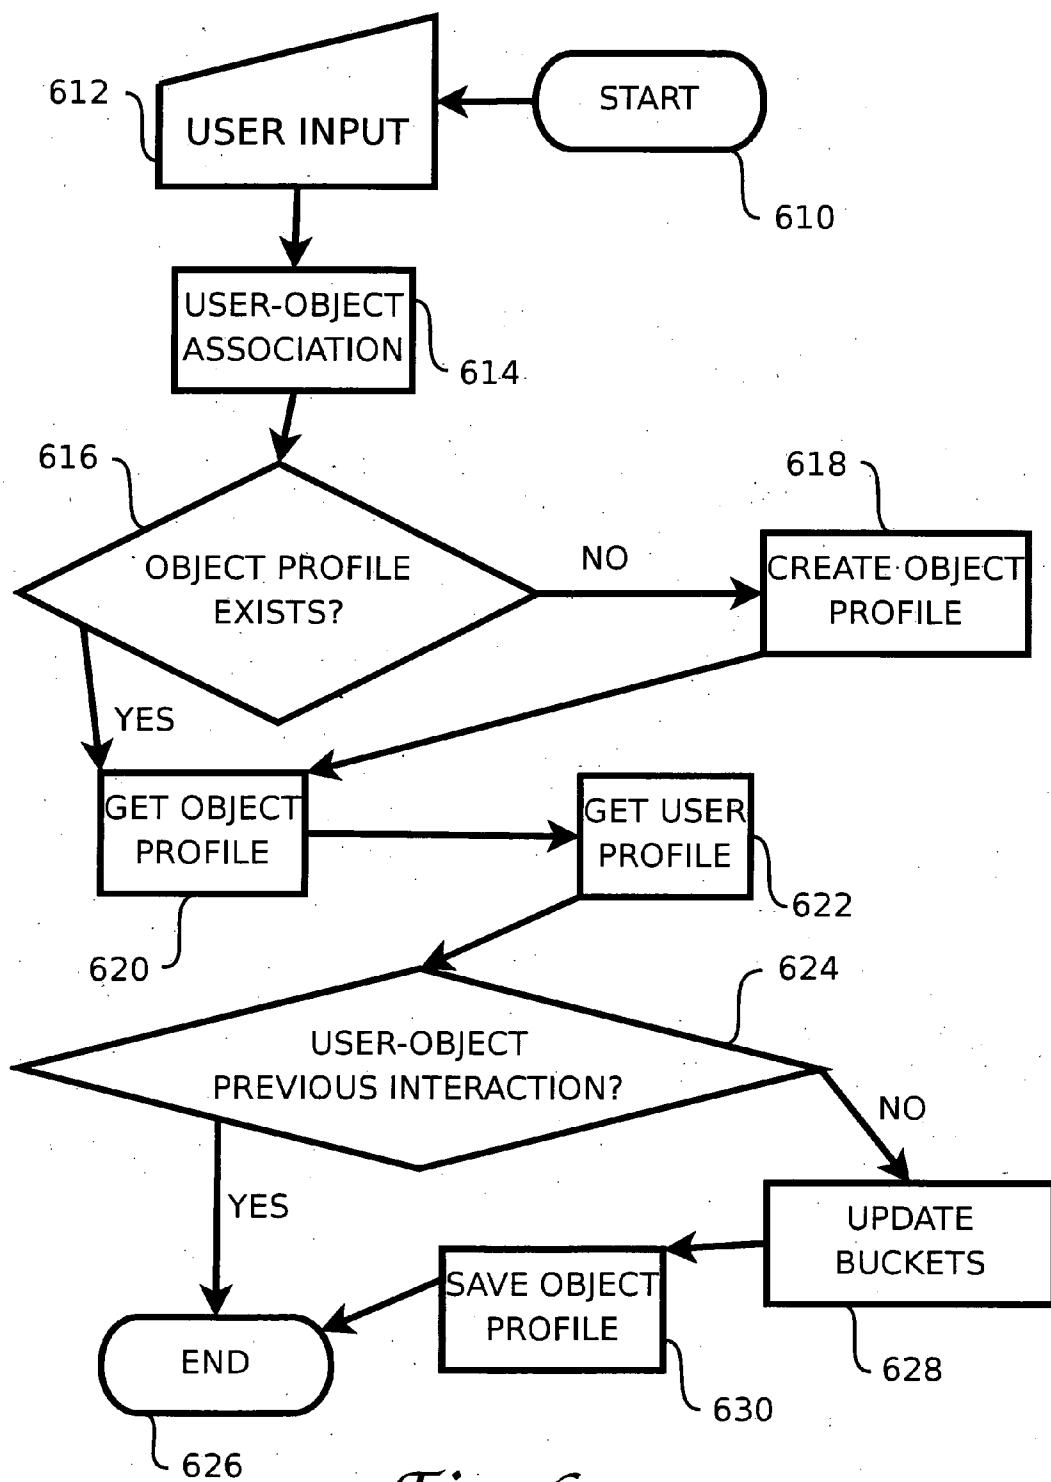 START
610
612
USER INPUT
USER-OBJECT
ASSOCIATION
614
616
OBJECT PROFILE
EXISTS?
NO
618
CREATE OBJECT
PROFILE
YES
GET OBJECT
PROFILE
620
GET USER
PROFILE
622
624
USER-OBJECT
PREVIOUS INTERACTION?
NO
YES
UPDATE
BUCKETS
628
SAVE OBJECT
PROFILE
630
END
626